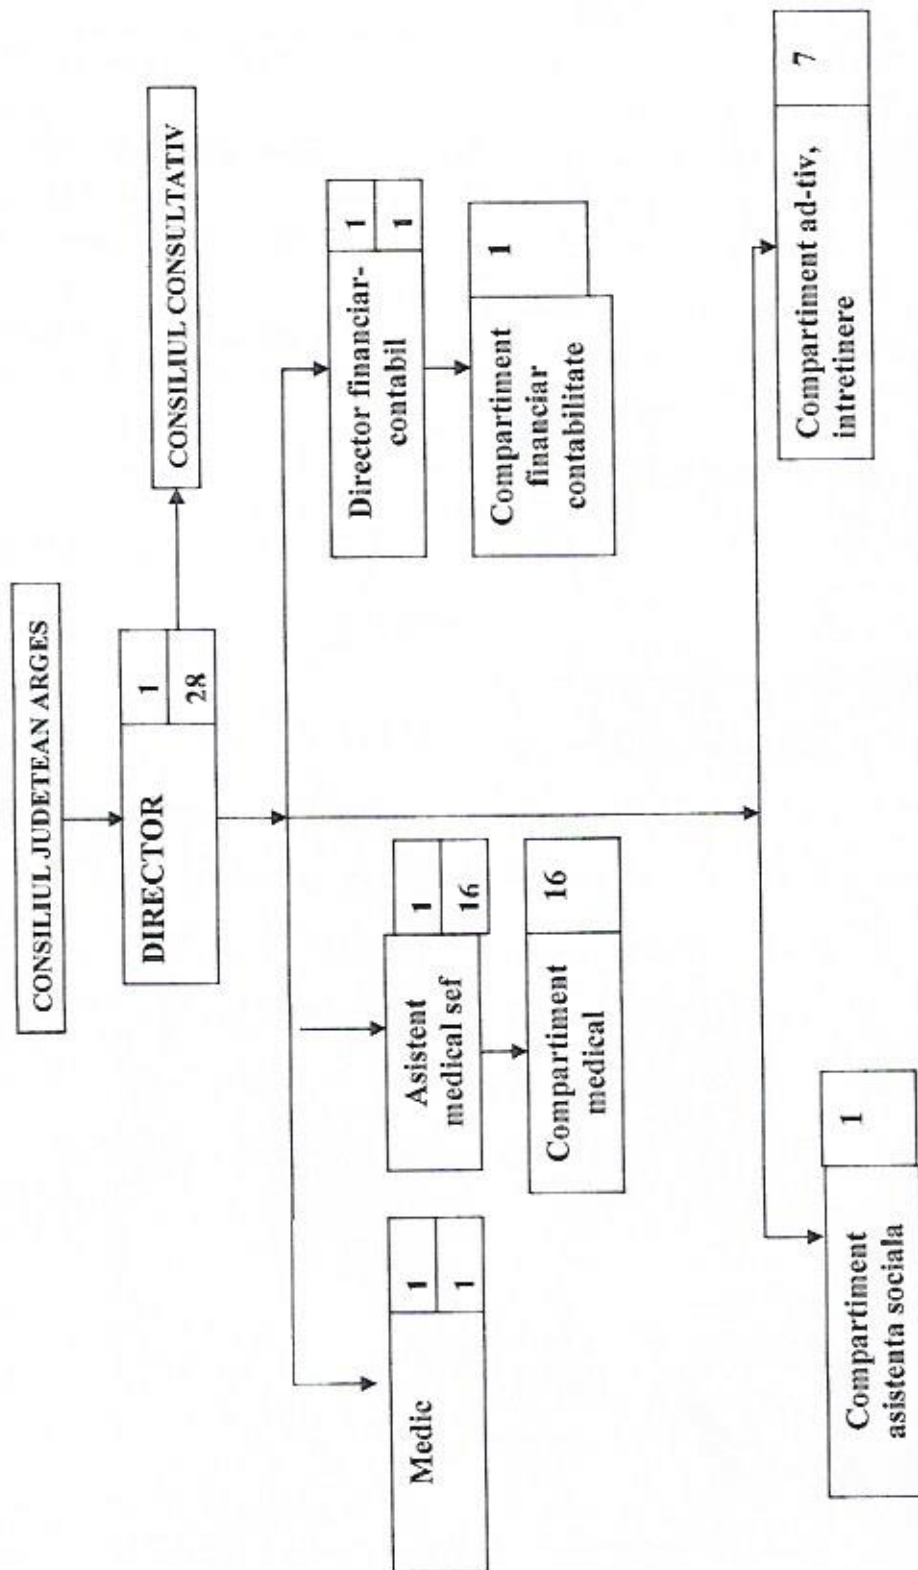 CONSILIUL JUDETEAN ARGES
CONSILIUL CONSULTATIV
DIRECTOR
1
28
Medic
1
1
Asistent
medical sef
1
16
Director financiar-
contabil
1
1
Compartiment
medical
16
Compartiment
financiar
contabilitate
1
Compartiment
asistenta sociala
1
Compartiment ad-tiv,
intretinere
7